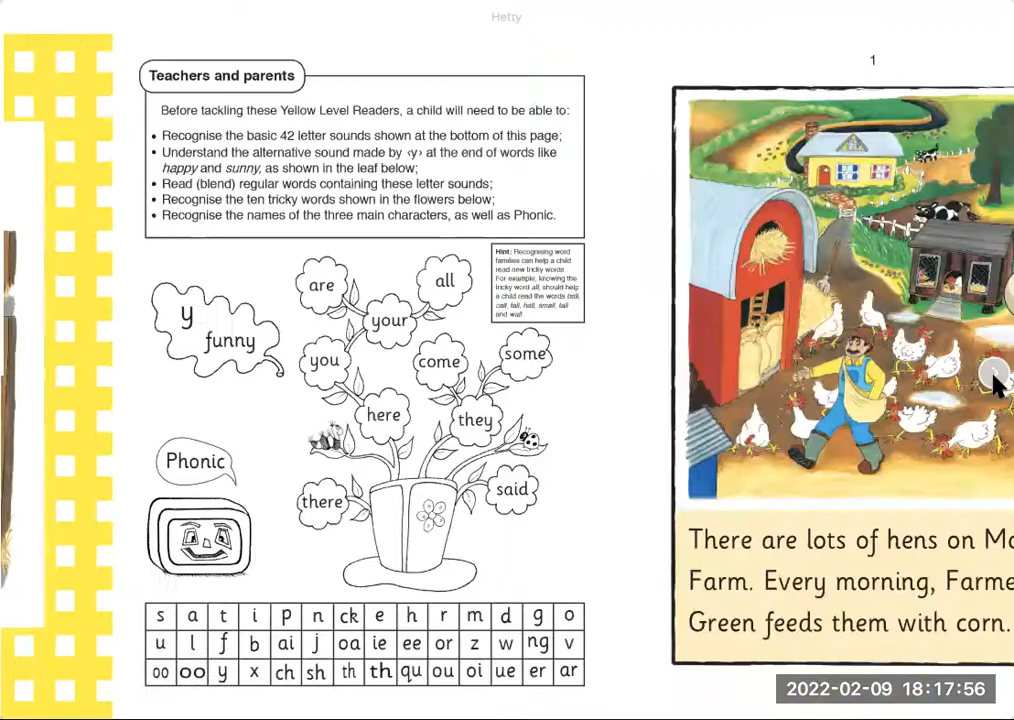 Hetty
Teachers and parents
Before tackling these Yellow Level Readers, a child will need to be able to:
• Recognise the basic 42 letter sounds shown at the bottom of this page;
• Understand the alternative sound made by ‹y› at the end of words like
happy and sunny, as shown in the leaf below;
• Read (blend) regular words containing these letter sounds;
• Recognise the ten tricky words shown in the flowers below;
• Recognise the names of the three main characters, as well as Phonic.
Hint: Recognising word
families can help a child
read new tricky words
For example, knowing the
tricky word all, should help
a child read the words ball,
call, fall, hall, small, tall
and wall.
are
all
your
y
funny
you
come
some
here
they
Phonic
there
said
s a t i p n ck e h r m d g o
u l f b ai j oa ie ee or z w ng v
oo oo y x ch sh th th qu ou oi ue er ar
1
There are lots of hens on
Farm. Every morning, Farme
Green feeds them with corn.
2022-02-09 18:17:56